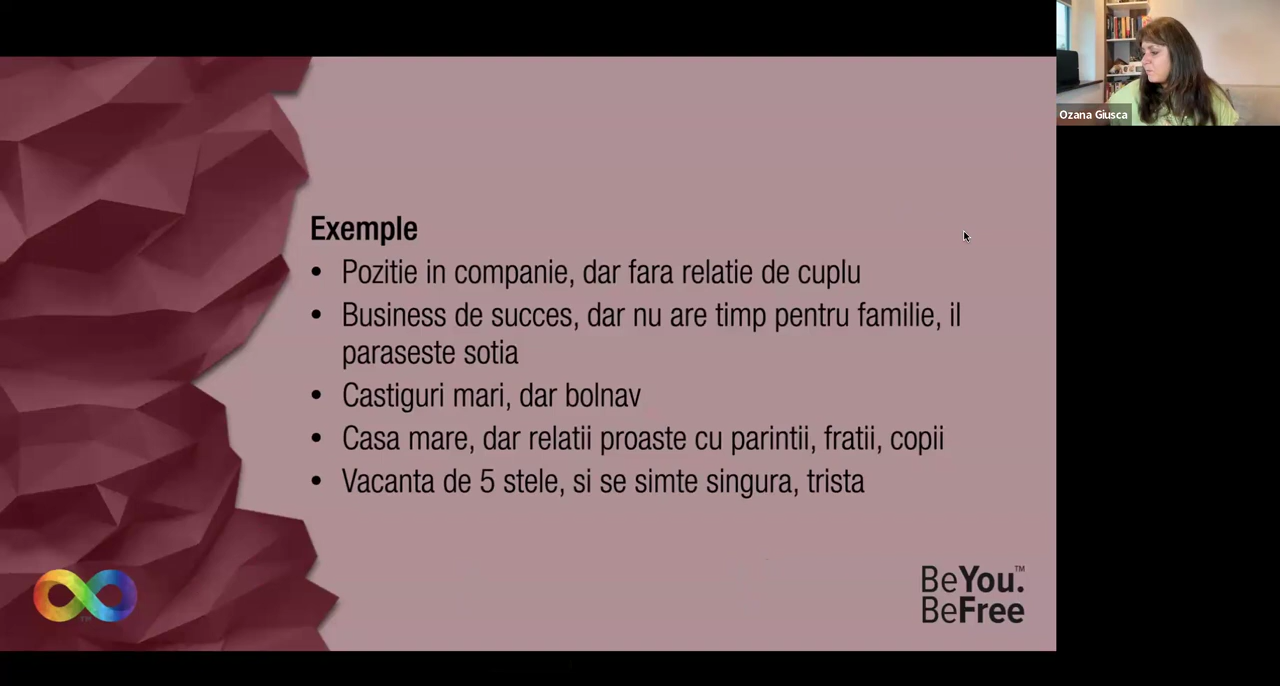 Ozana Giusca
Exemple
• Pozitie in companie, dar fara relatie de cuplu
• Business de succes, dar nu are timp pentru familie, il
paraseste sotia
• Castiguri mari, dar bolnav
• Casa mare, dar relatii proaste cu parintii, fratii, copii
• Vacanta de 5 stele, si se simte singura, trista
BeYou.™
BeFree